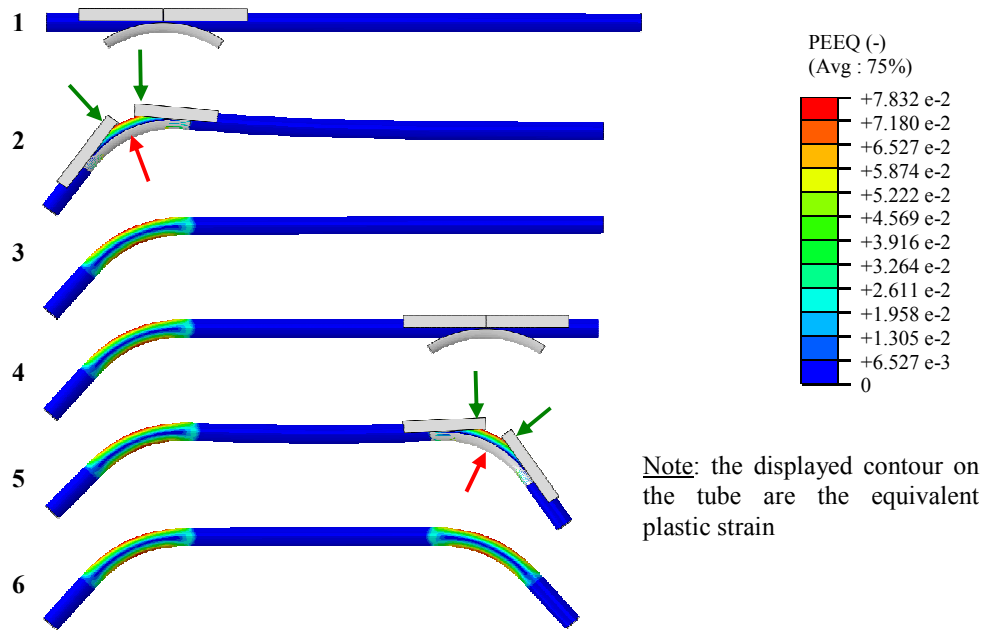 1
2
3
4
5
6
PEEQ (-)
(Avg : 75%)
+7.832 e-2
+7.180 e-2
+6.527 e-2
+5.874 e-2
+5.222 e-2
+4.569 e-2
+3.916 e-2
+3.264 e-2
+2.611 e-2
+1.958 e-2
+1.305 e-2
+6.527 e-3
0
Note: the displayed contour on
the tube are the equivalent
plastic strain